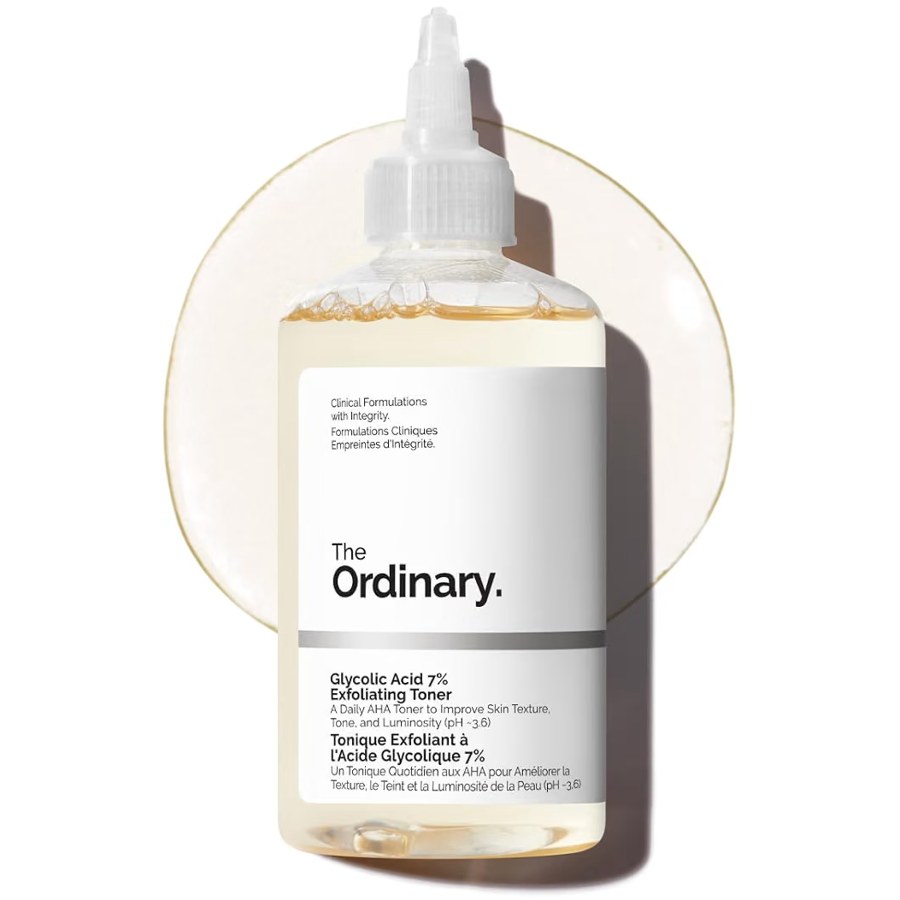 Clinical Formulations
with Integrity.
Formulations Cliniques
Empreintes d'Intégrité.
The
Ordinary.
Glycolic Acid 7%
Exfoliating Toner
A Daily AHA Toner to Improve Skin Texture,
Tone, and Luminosity (pH ~3.6)
Tonique Exfoliant à
l'Acide Glycolique 7%
Un Tonique Quotidien aux AHA pour Améliorer la
Texture, le Teint et la Luminosité de la Peau (pH ~3,6)